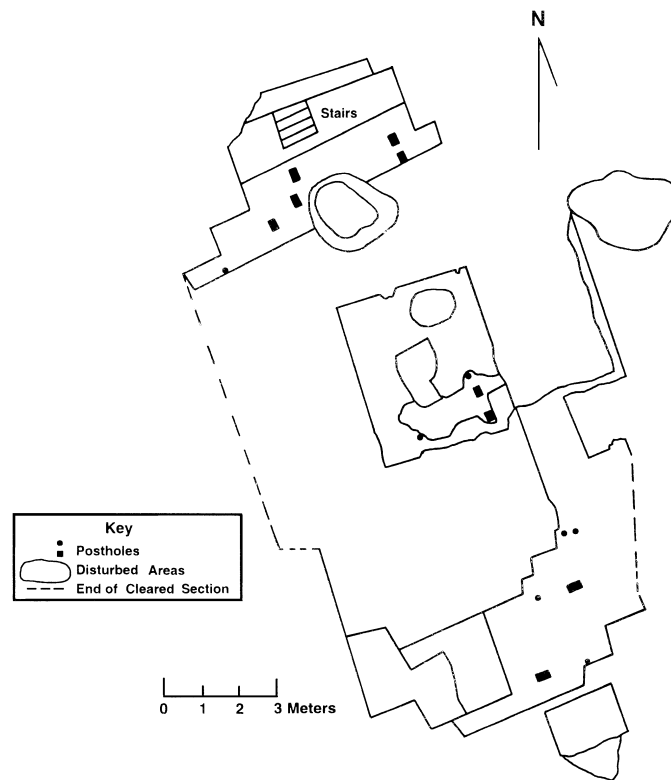 N
Stairs
Key
Postholes
Disturbed Areas
End of Cleared Section
0 1 2 3 Meters